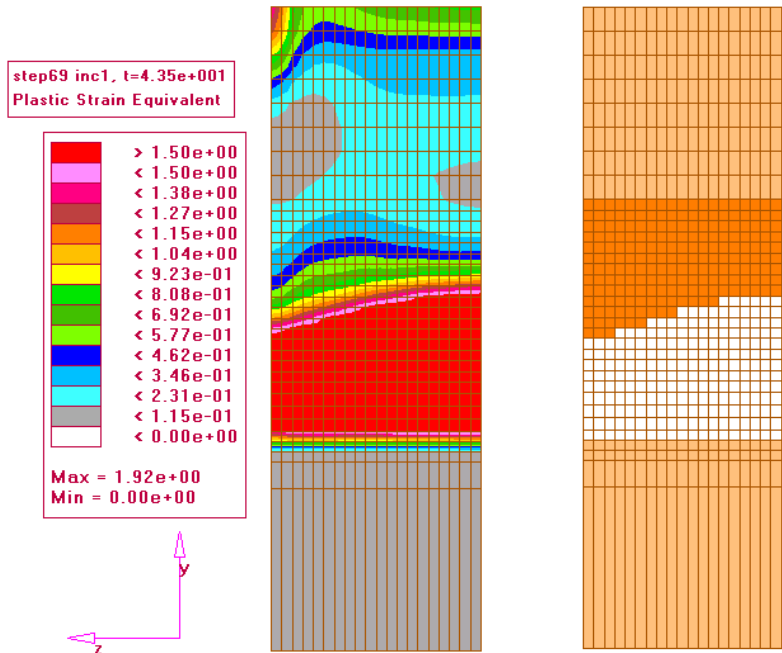 step69 inc1, t=4.35e+001
Plastic Strain Equivalent
> 1.50e+00
< 1.50e+00
< 1.38e+00
< 1.27e+00
< 1.15e+00
< 1.04e+00
< 9.23e-01
< 8.08e-01
< 6.92e-01
< 5.77e-01
< 4.62e-01
< 3.46e-01
< 2.31e-01
< 1.15e-01
< 0.00e+00
Max = 1.92e+00
Min = 0.00e+00
y
z